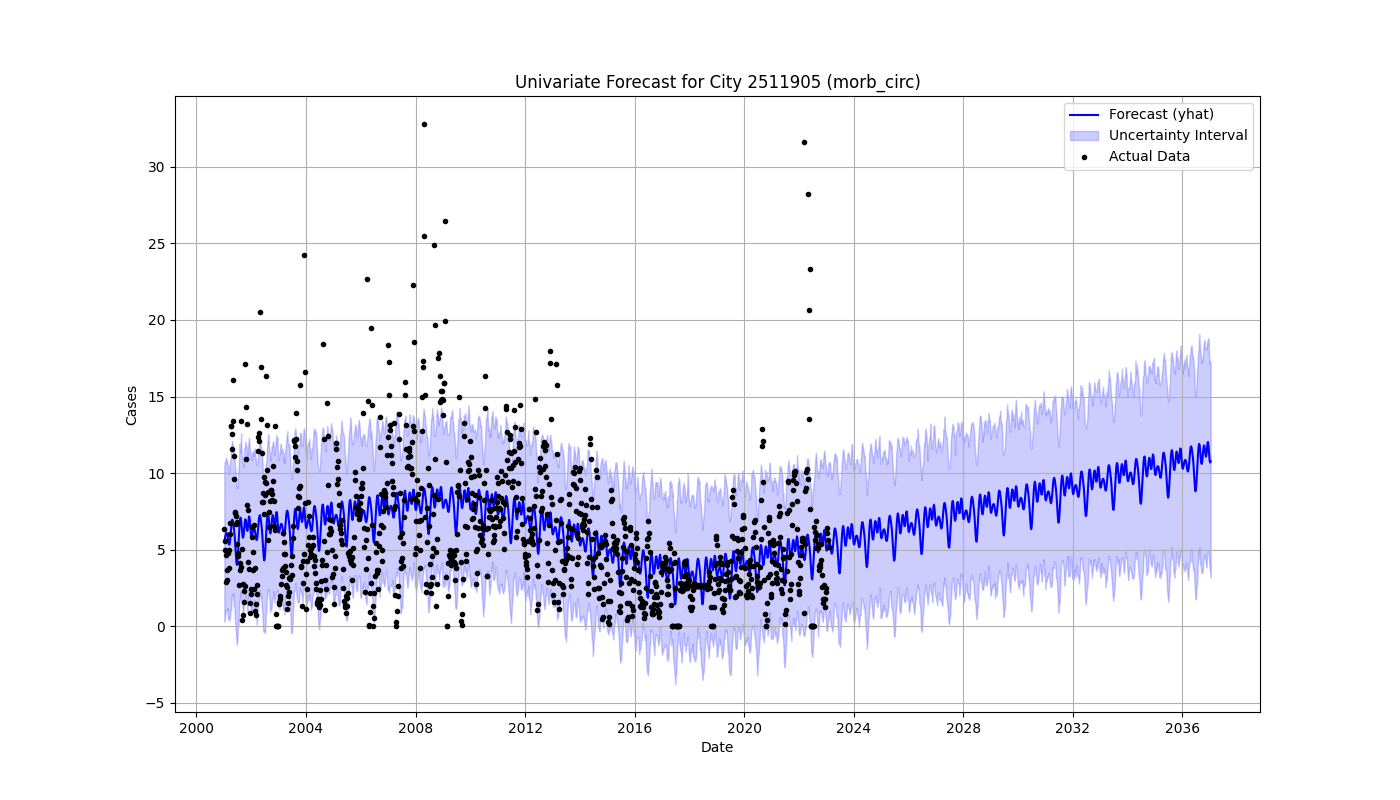 Univariate Forecast for City 2511905 (morb_circ)
Forecast (yhat)
Uncertainty Interval
Actual Data
Cases
30
25
20
15
10
5
0
−5
2000 2004 2008 2012 2016 2020 2024 2028 2032 2036
Date